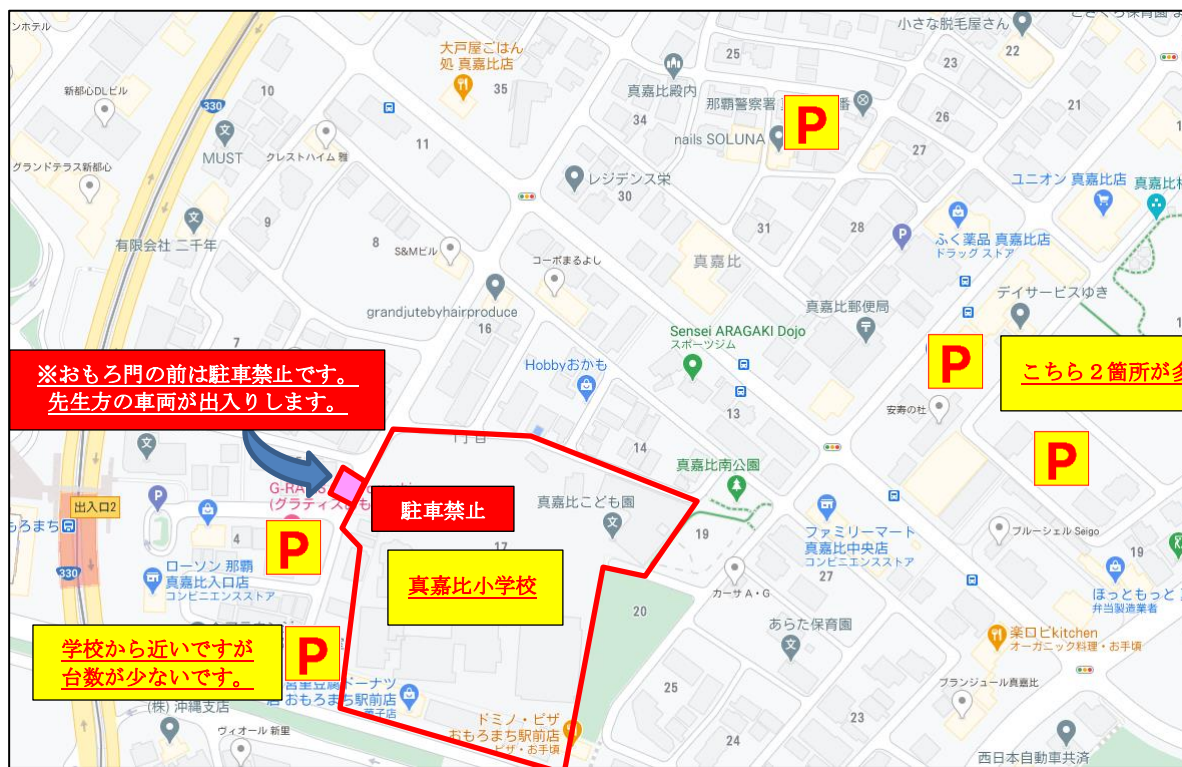 ンホテル
小さな脱毛屋さん
22
25
23
大戸屋ごはん
処 真嘉比店
35
真嘉比殿内
新都心DLビル
10
330
那覇警察署
番
21
MUST
クレストハイム 雅
11
34
nails SOLUNA
P
26
27
グランドテラス新都心
レジデンス栄
30
ユニオン 真嘉比店
有限会社 二千年
9
8
S&Mビル
31
28
P
ふく薬品 真嘉比店
ドラッグ ストア
コーポまるよし
真嘉比
デイサービスゆき
grandjutebyhairproduce
16
真嘉比郵便局
7
Sensei ARAGAKI Dojo
スポーツジム
※おもろ門の前は駐車禁止です。
先生方の車両が出入りします。
Hobbyおかも
P
こちら２箇所が多
13
安寿の杜
14
真嘉比南公園
P
出入口2
P
駐車禁止
真嘉比こども園
4
P
17
19
ファミリーマート
真嘉比中央店
コンビニエンスストア
27
ブルーシェル Seigo
19
330
ローソン 那覇
真嘉比入口店
コンビニエンスストア
真嘉比小学校
カーサ A・G
ほっともっと
弁当製造業者
20
あらた保育園
楽口ビkitchen
オーガニック料理・お手頃
学校から近いですが
台数が少ないです。
P
おもろまち駅前店
25
ブランジュール真嘉比
(株) 沖縄支店
ヴィオール 新里
ドミノ・ピザ
おもろまち駅前店
ピザ・お手頃
23
24
西日本自動車共済